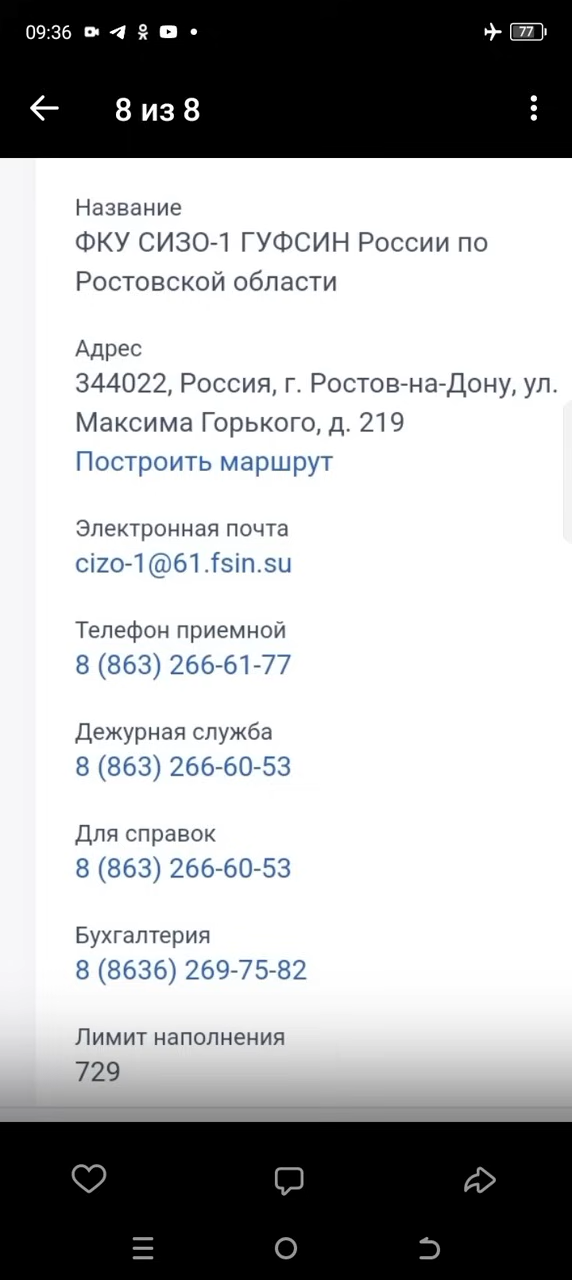 09:36
77
8 из 8
Название
ФКУ СИЗО-1 ГУФСИН России по
Ростовской области
Адрес
344022, Россия, г. Ростов-на-Дону, ул.
Максима Горького, д. 219
Построить маршрут
Электронная почта
cizo-1@61.fsin.su
Телефон приемной
8 (863) 266-61-77
Дежурная служба
8 (863) 266-60-53
Для справок
8 (863) 266-60-53
Бухгалтерия
8 (8636) 269-75-82
Лимит наполнения
729